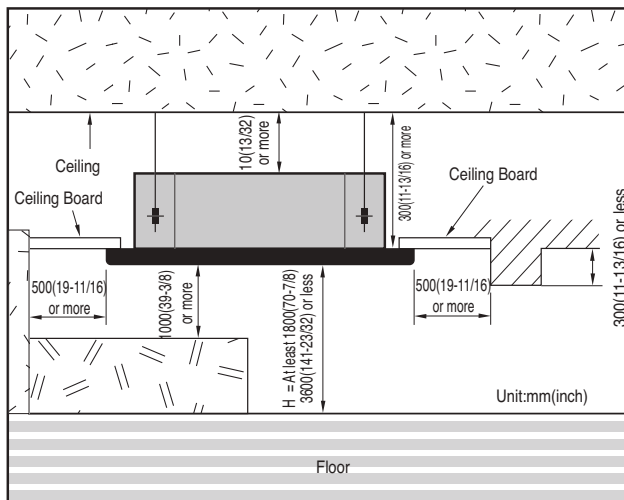 10(13/32)
or more
300(11-13/16) or more
Ceiling
Ceiling Board
Ceiling Board
300(11-13/16) or less
500(19-11/16)
or more
1000(39-3/8)
or more
H = At least 1800(70-7/8)
3600(141-23/32) or less
500(19-11/16)
or more
Unit:mm(inch)
Floor